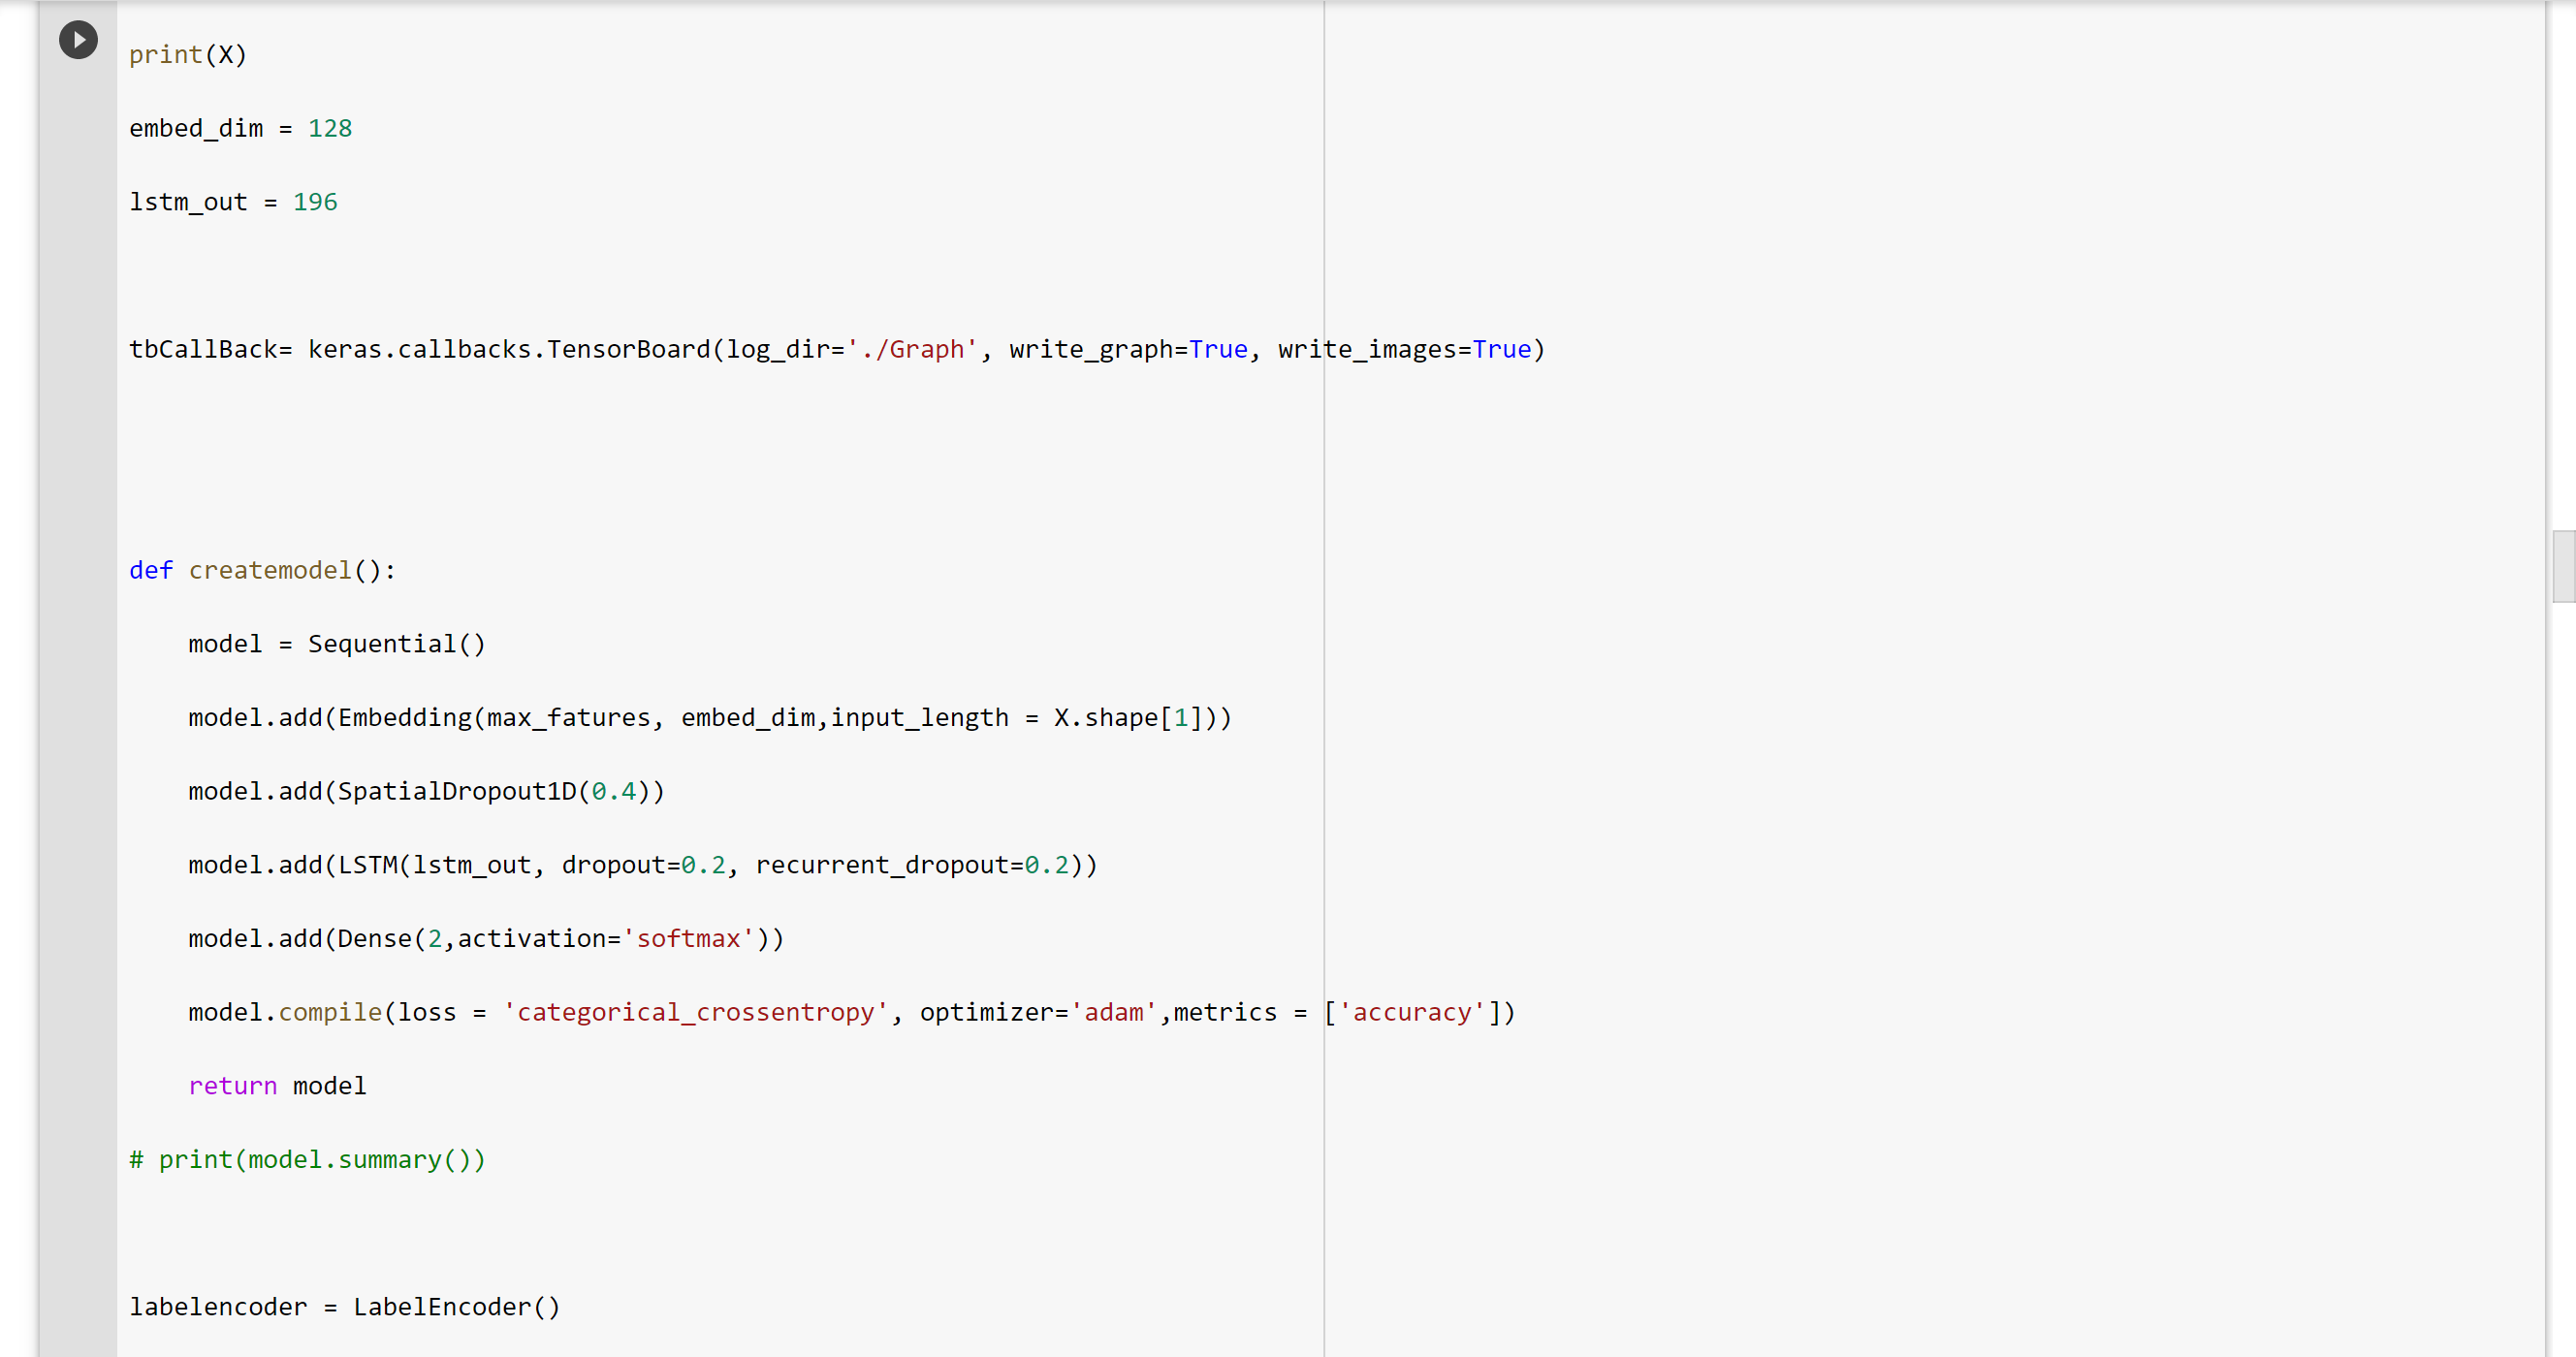 print(X)
embed_dim = 128
lstm_out = 196
tbCallBack= keras.callbacks.TensorBoard(log_dir='./Graph', write_graph=True, write_images=True)
def createmodel():
    model = Sequential()
    model.add(Embedding(max_fatures, embed_dim,input_length = X.shape[1]))
    model.add(SpatialDropout1D(0.4))
    model.add(LSTM(lstm_out, dropout=0.2, recurrent_dropout=0.2))
    model.add(Dense(2,activation='softmax'))
    model.compile(loss = 'categorical_crossentropy', optimizer='adam',metrics = ['accuracy'])
    return model
# print(model.summary())
labelencoder = LabelEncoder()